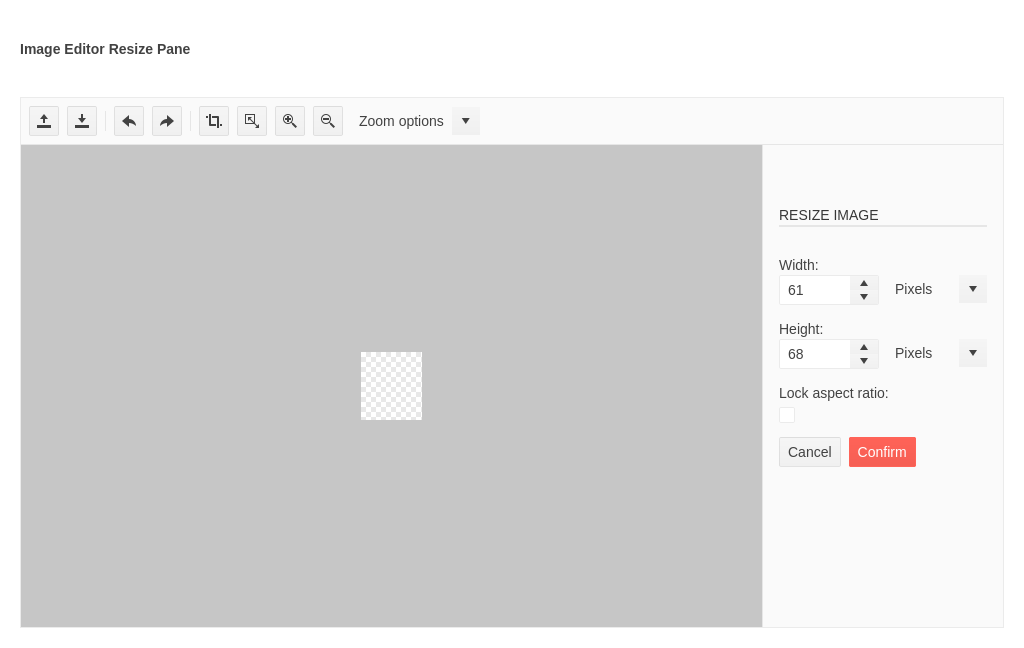 Image Editor Resize Pane
Zoom options
RESIZE IMAGE
Width:
61 Pixels
Height:
68 Pixels
Lock aspect ratio:
Cancel Confirm